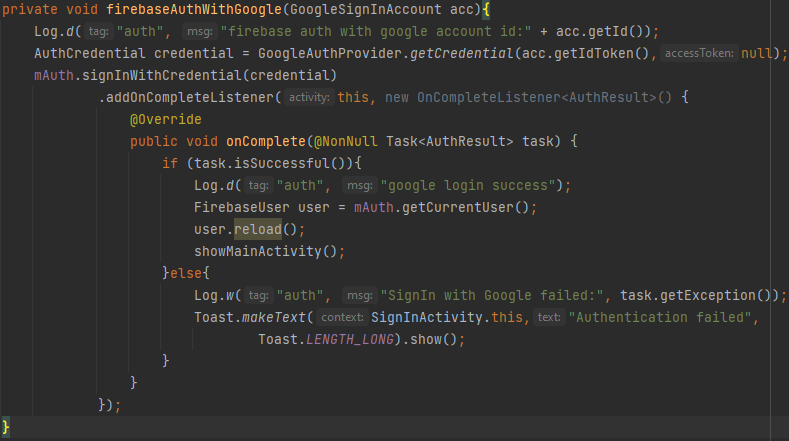 private void firebaseAuthWithGoogle(GoogleSignInAccount acc){
Log.d( tag: "auth", msg: "firebase auth with google account id:" + acc.getId());
AuthCredential credential = GoogleAuthProvider.getCredential(acc.getIdToken(), accessToken: null);
mAuth.signInWithCredential(credential)
.addOnCompleteListener( activity: this, new OnCompleteListener<AuthResult>() {
@Override
public void onComplete(@NonNull Task<AuthResult> task) {
if (task.isSuccessful()){
Log.d( tag: "auth", msg: "google login success");
FirebaseUser user = mAuth.getCurrentUser();
user.reload();
showMainActivity();
}else{
Log.w( tag: "auth", msg: "SignIn with Google failed:", task.getException());
Toast.makeText( context: SignInActivity.this, text: "Authentication failed",
Toast.LENGTH_LONG).show();
}
}
});
}